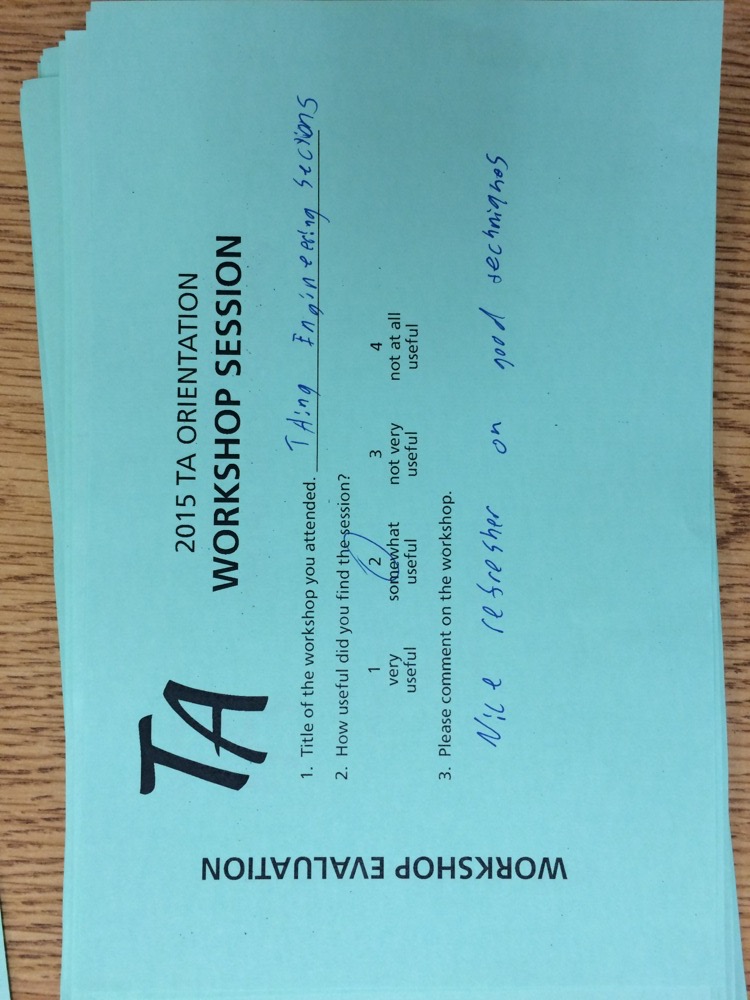 TA
2015 TA ORIENTATION
WORKSHOP SESSION
1. Title of the workshop you attended. TAing Engineering Sections
2. How useful did you find the session?
1 2 3 4
very somewhat not very not at all
useful useful useful useful
3. Please comment on the workshop.
Nice refresher on good techniques
WORKSHOP EVALUATION